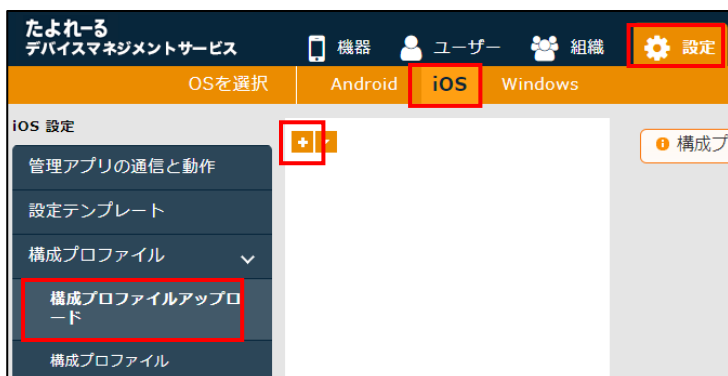 たよれーる
デバイスマネジメントサービス
機器 ユーザー 組織 設定
OSを選択 Android iOS Windows
iOS 設定
管理アプリの通信と動作
設定テンプレート
構成プロファイル
構成プロファイルアップロ
ード
構成プロファイル
構成プ